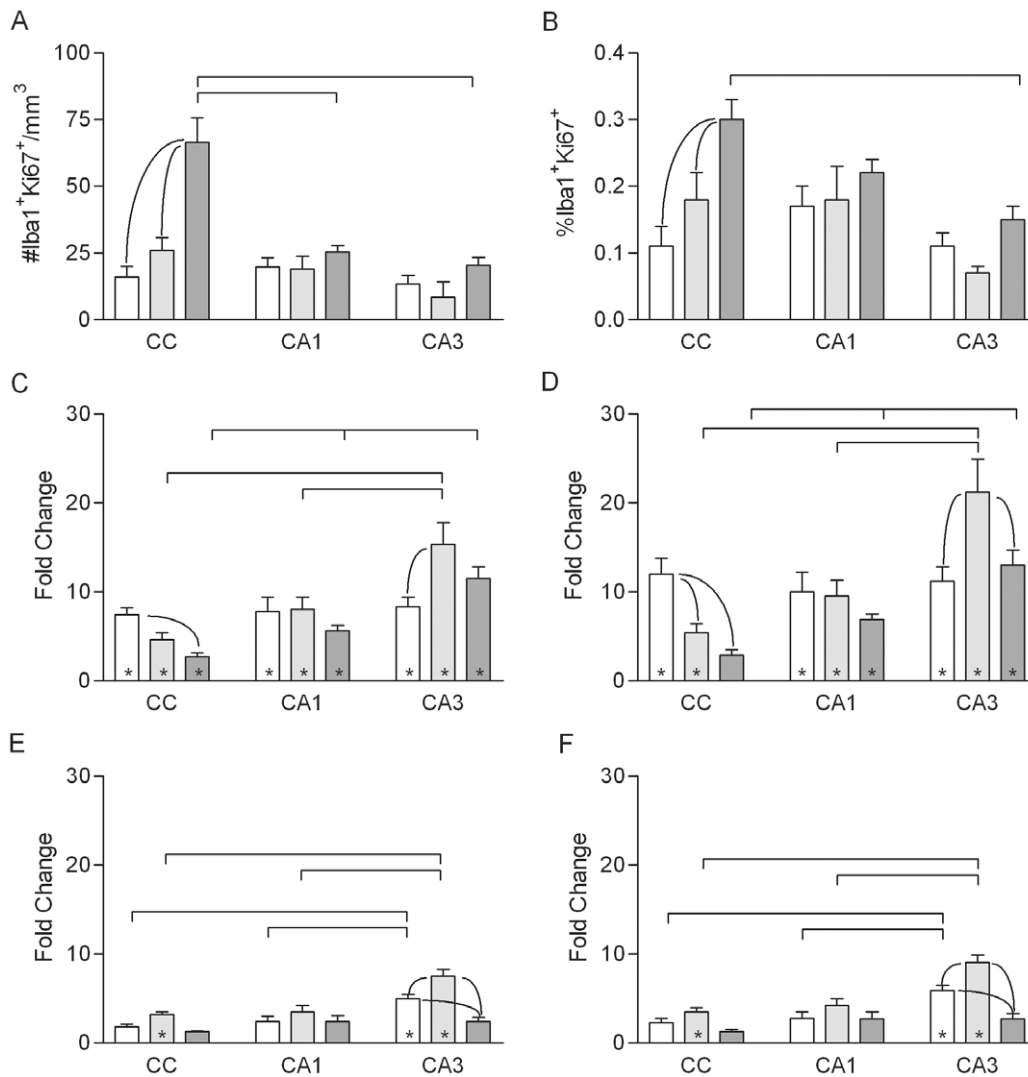 A
#Iba1⁺Ki67⁺/mm³
100
75
50
25
0
CC CA1 CA3
B
%Iba1⁺Ki67⁺
0.4
0.3
0.2
0.1
0.0
CC CA1 CA3
C
Fold Change
30
20
10
0
* * * * * * * * *
CC CA1 CA3
D
Fold Change
30
20
10
0
* * * * * * * *
CC CA1 CA3
E
Fold Change
30
20
10
0
* * *
CC CA1 CA3
F
Fold Change
30
20
10
0
* * *
CC CA1 CA3